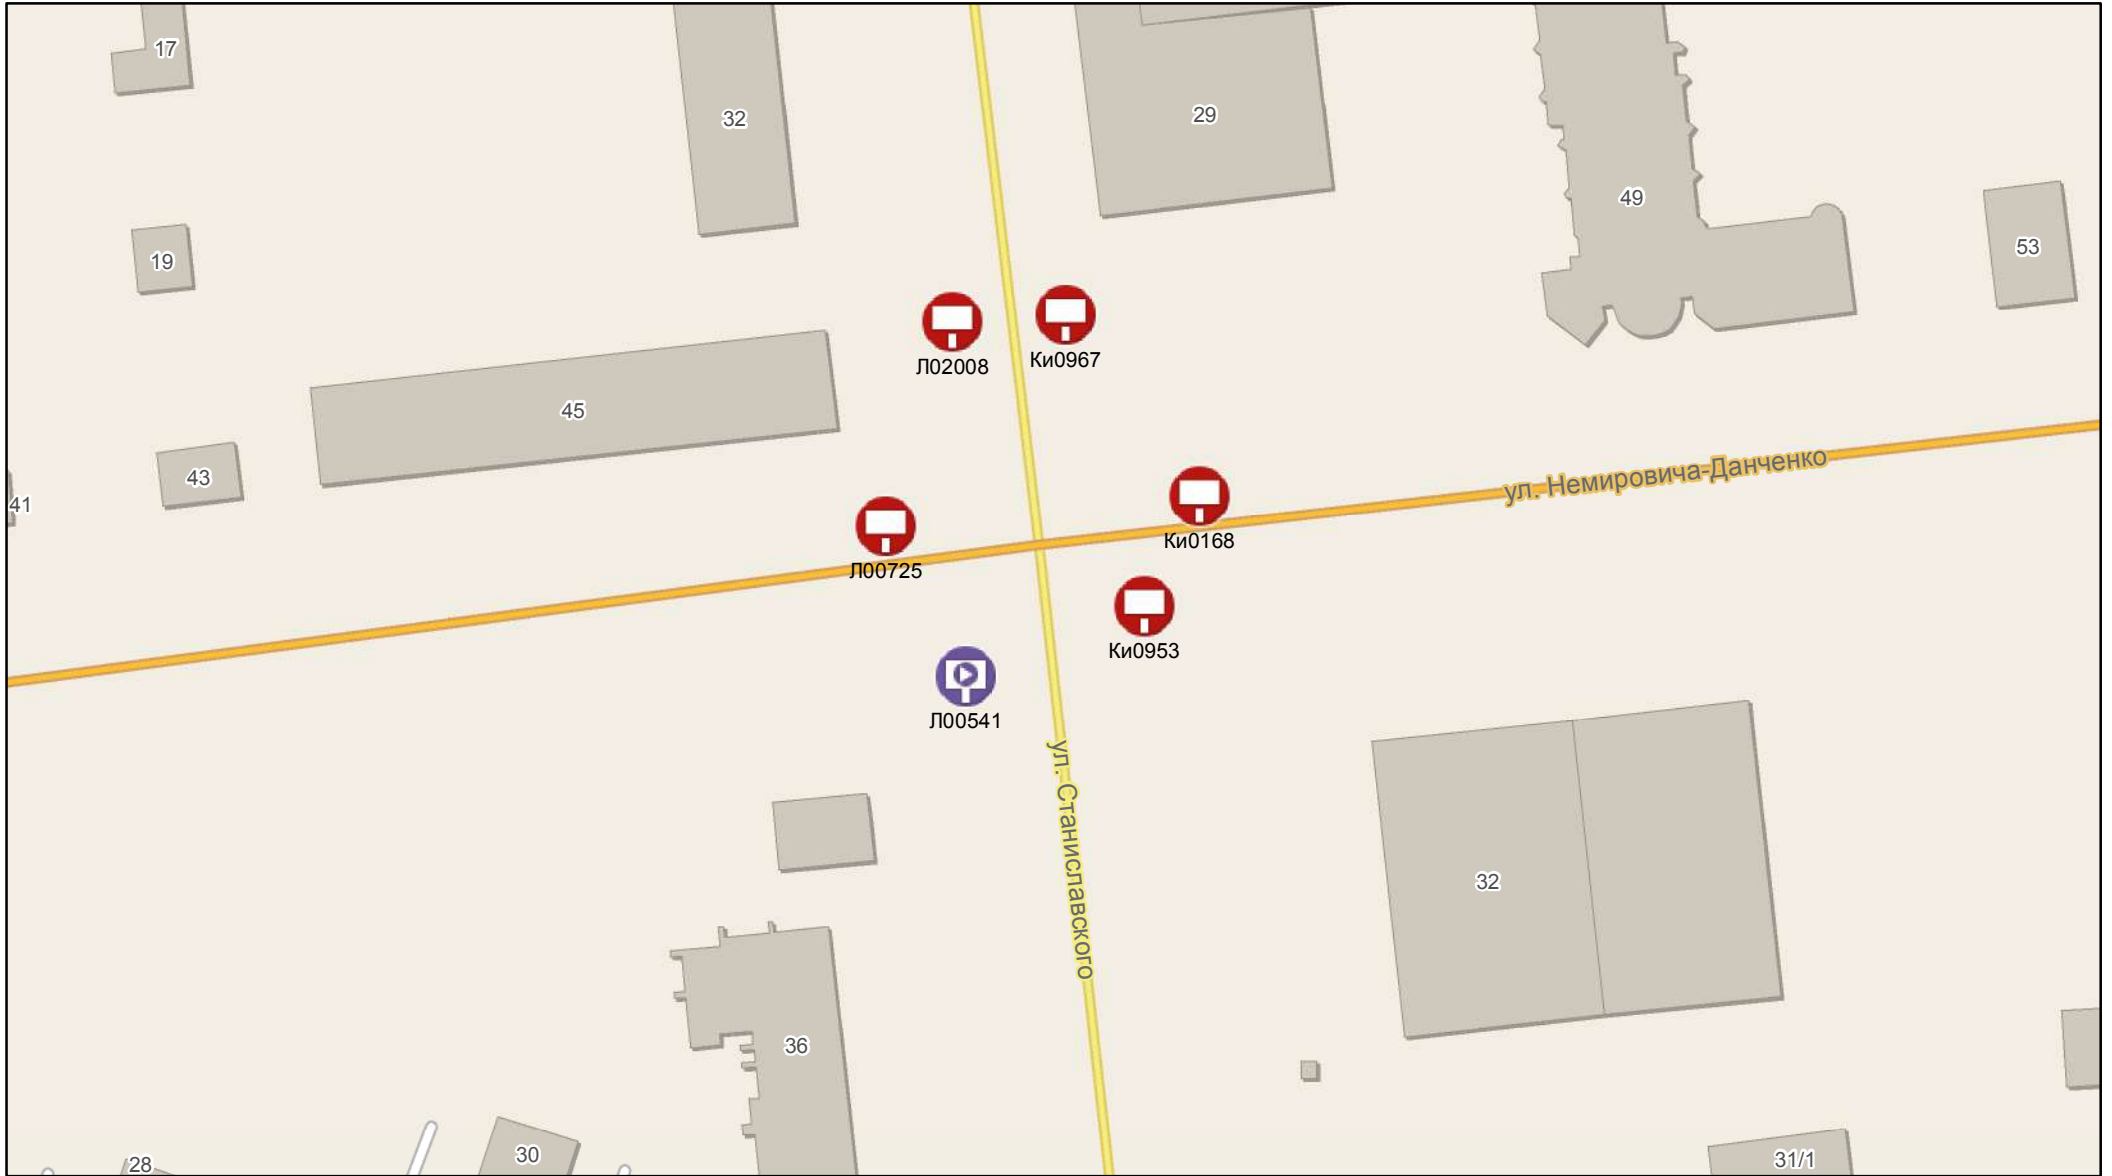 17
32
29
49
53
19
Л02008
Ки0967
45
43
41
ул. Немировича-Данченко
Л00725
Ки0168
Ки0953
Л00541
ул. Станиславского
32
36
28
30
31/1